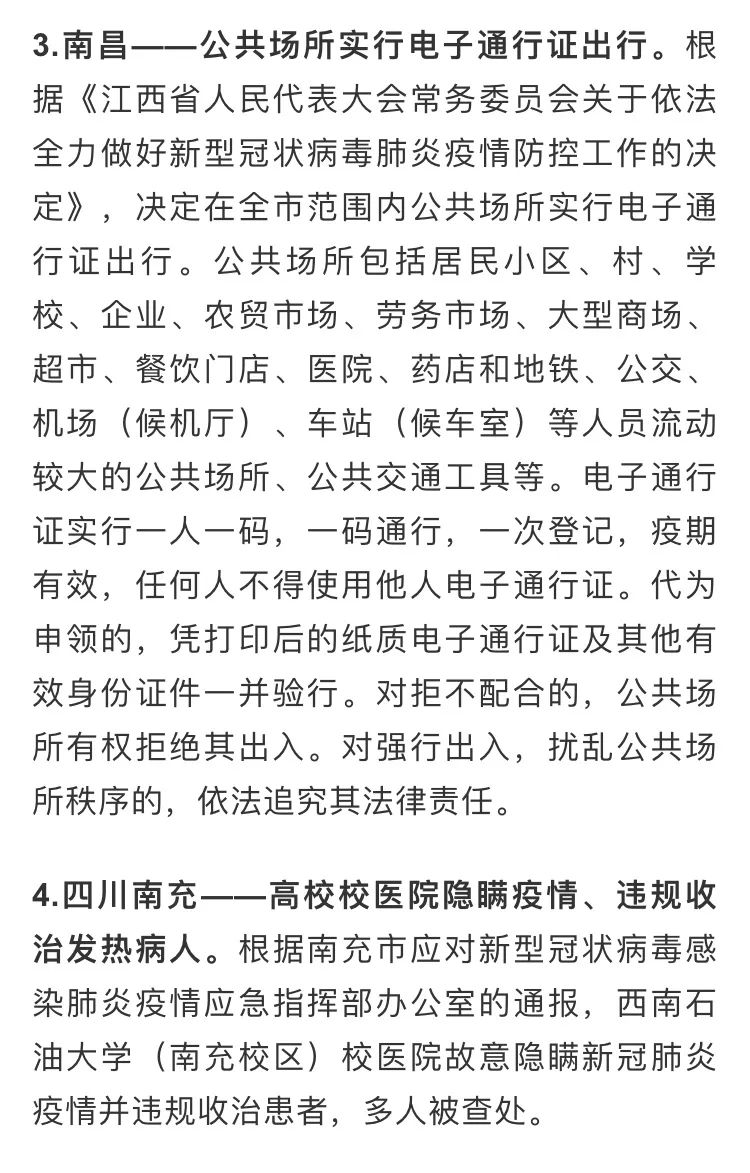 3.南昌——公共场所实行电子通行证出行。根
据《江西省人民代表大会常务委员会关于依法
全力做好新型冠状病毒肺炎疫情防控工作的决
定》，决定在全市范围内公共场所实行电子通
行证出行。公共场所包括居民小区、村、学
校、企业、农贸市场、劳务市场、大型商场、
超市、餐饮门店、医院、药店和地铁、公交、
机场（候机厅）、车站（候车室）等人员流动
较大的公共场所、公共交通工具等。电子通行
证实行一人一码，一码通行，一次登记，疫期
有效，任何人不得使用他人电子通行证。代为
申领的，凭打印后的纸质电子通行证及其他有
效身份证件一并验行。对拒不配合的，公共场
所有权拒绝其出入。对强行出入，扰乱公共场
所秩序的，依法追究其法律责任。
4.四川南充——高校校医院隐瞒疫情、违规收
治发热病人。根据南充市应对新型冠状病毒感
染肺炎疫情应急指挥部办公室的通报，西南石
油大学（南充校区）校医院故意隐瞒新冠肺炎
疫情并违规收治患者，多人被查处。